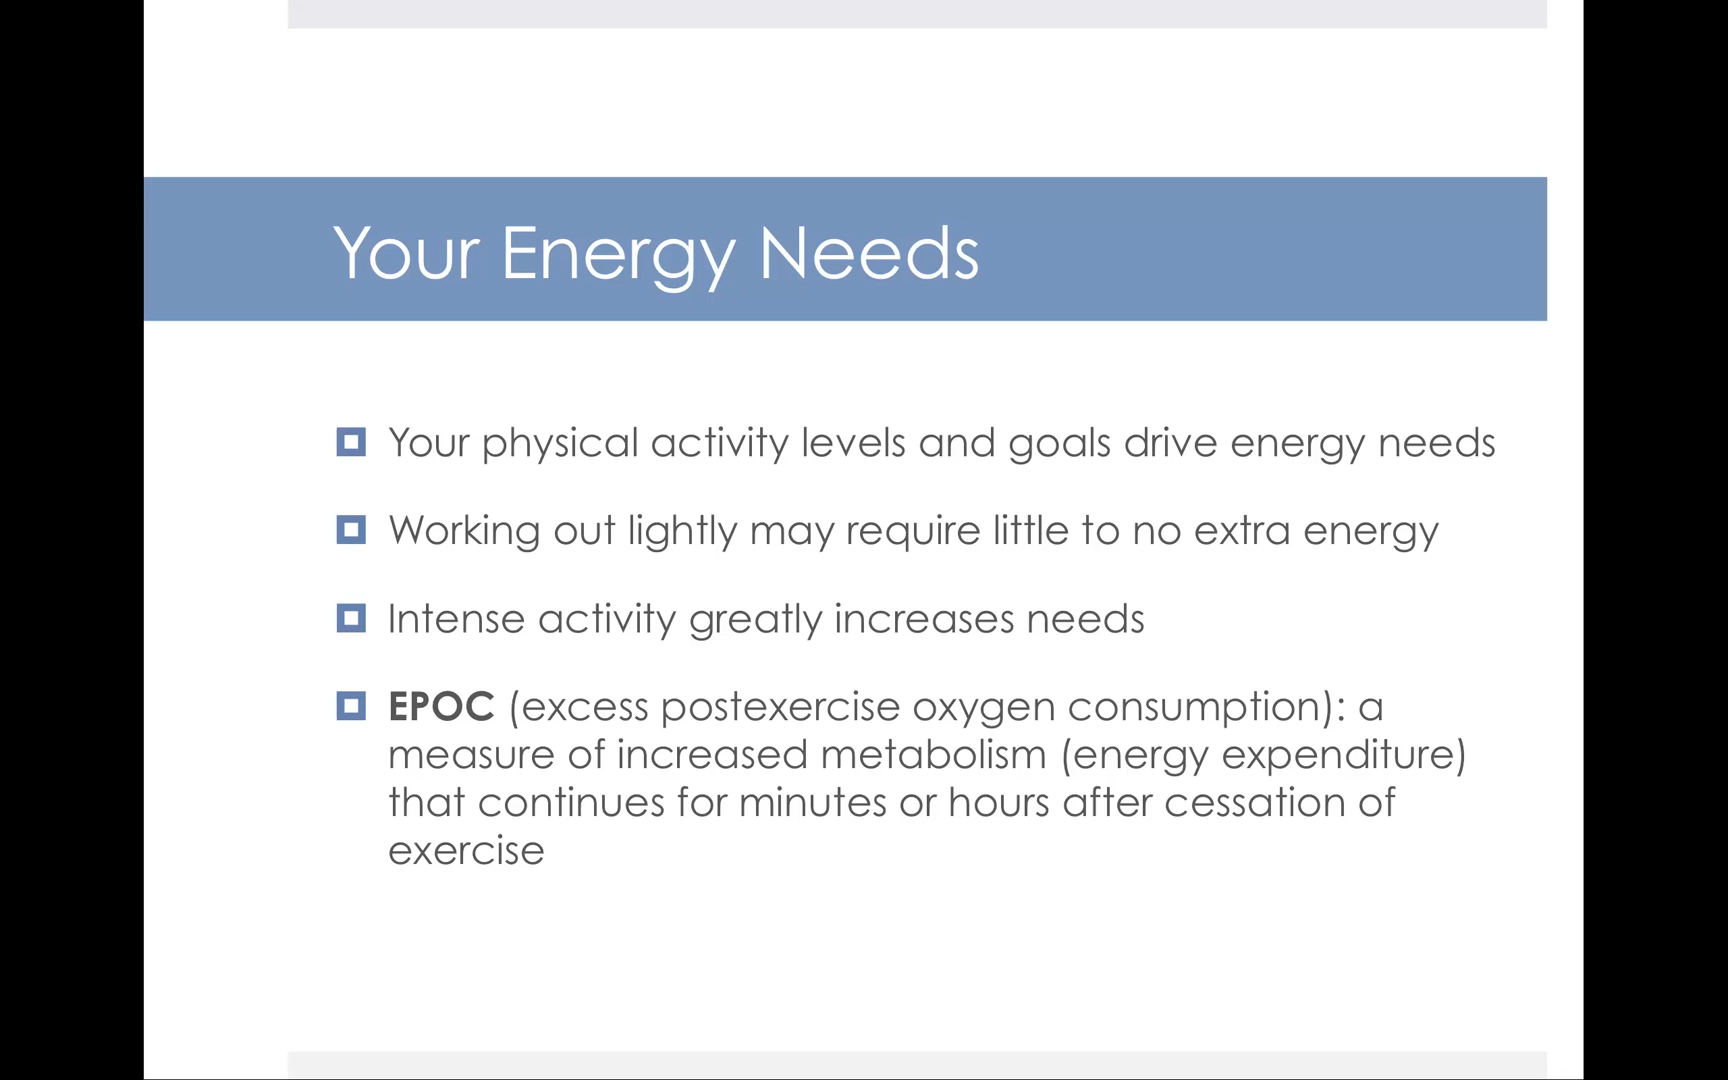 Your Energy Needs
Your physical activity levels and goals drive energy needs
Working out lightly may require little to no extra energy
Intense activity greatly increases needs
EPOC (excess postexercise oxygen consumption): a
measure of increased metabolism (energy expenditure)
that continues for minutes or hours after cessation of
exercise